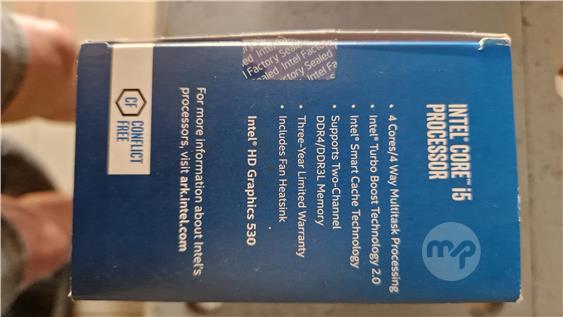 Intel Factory Sealed
INTEL® CORE™ i5
PROCESSOR
• 4 Cores/4 Way Multitask Processing
• Intel® Turbo Boost Technology 2.0
• Intel® Smart Cache Technology
• Supports Two-Channel
DDR4/DDR3L Memory
• Three-Year Limited Warranty
• Includes Fan Heatsink
Intel® HD Graphics 530
For more information about Intel's
processors, visit ark.intel.com
CF
CONFLICT
FREE